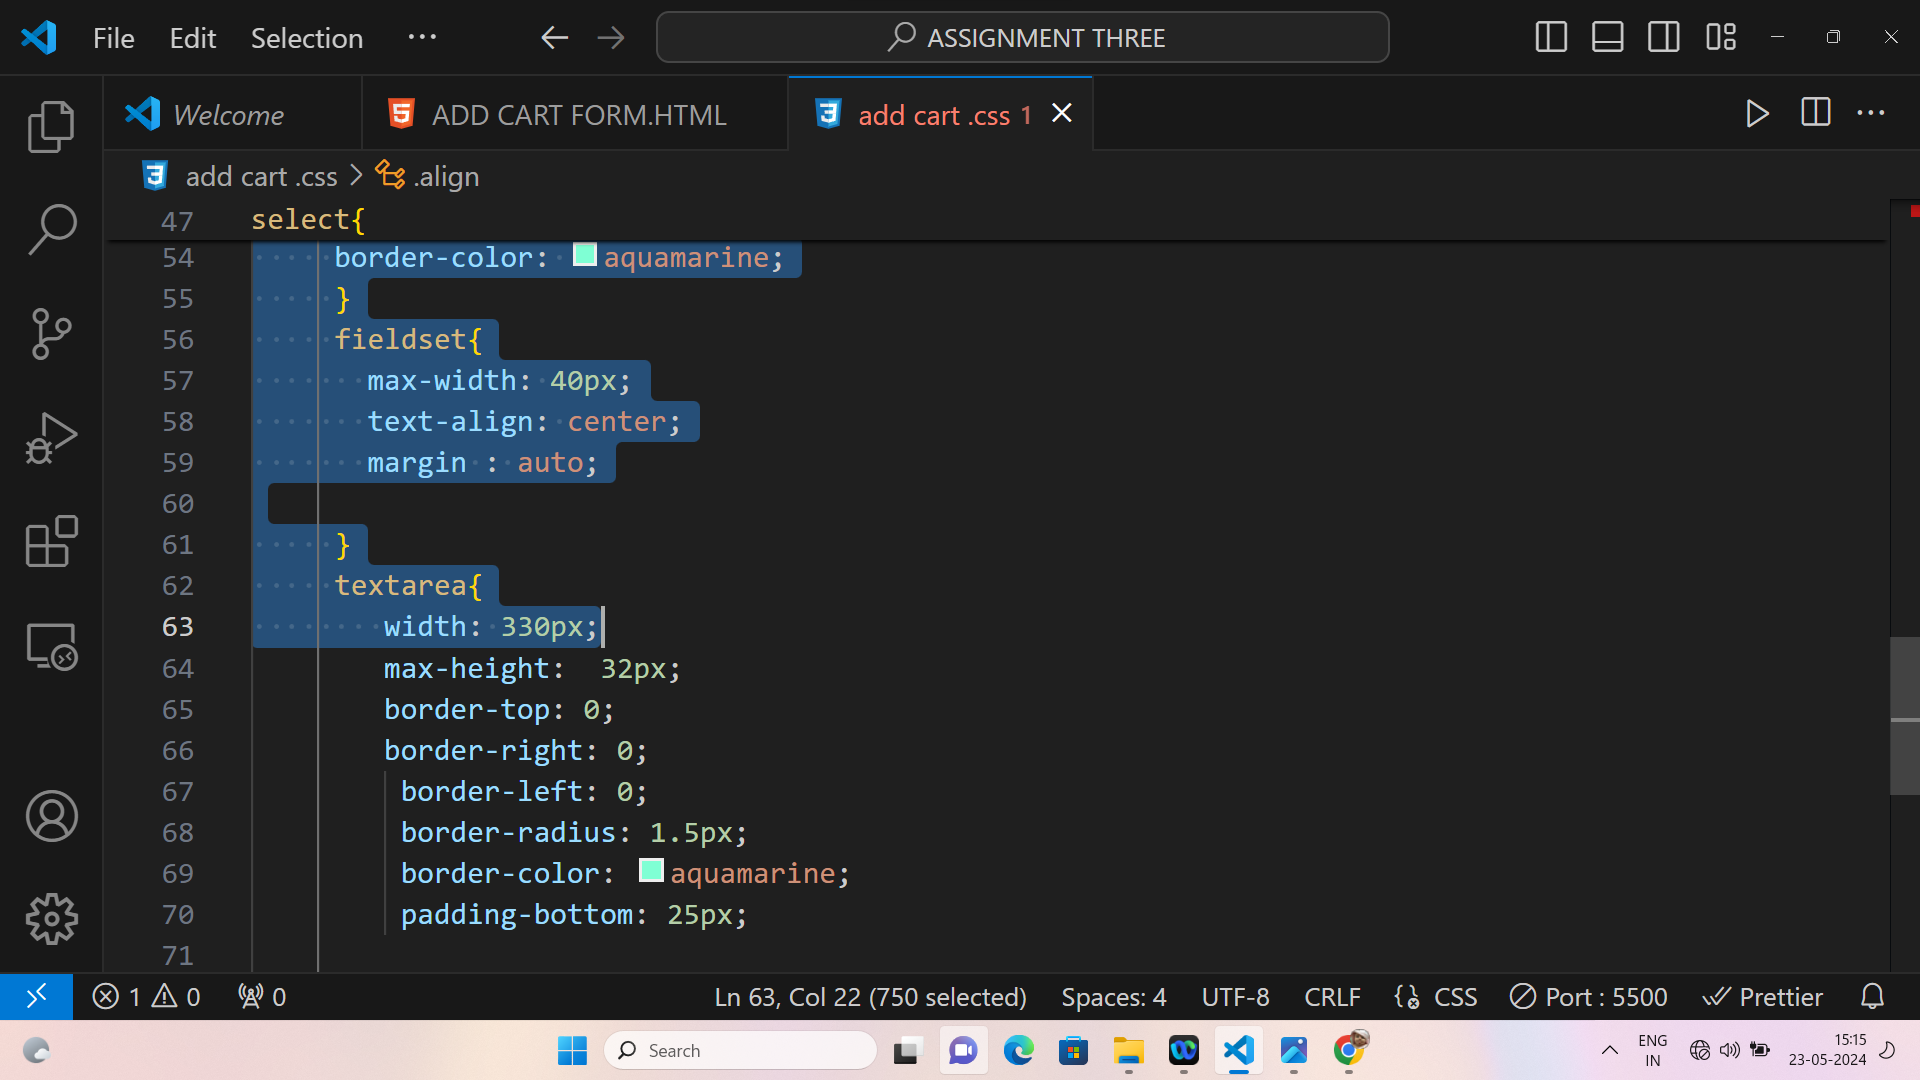 File Edit Selection ···
ASSIGNMENT THREE
Welcome
ADD CART FORM.HTML
add cart .css 1
add cart .css > .align
47 select{
54 border-color: aquamarine;
55 }
56 fieldset{
57 max-width: 40px;
58 text-align: center;
59 margin : auto;
60
61 }
62 textarea{
63 width: 330px;
64 max-height:  32px;
65 border-top: 0;
66 border-right: 0;
67 border-left: 0;
68 border-radius: 1.5px;
69 border-color: aquamarine;
70 padding-bottom: 25px;
71
1 0 0 Ln 63, Col 22 (750 selected) Spaces: 4 UTF-8 CRLF CSS Port : 5500 Prettier
Search
ENG
IN
15:15
23-05-2024